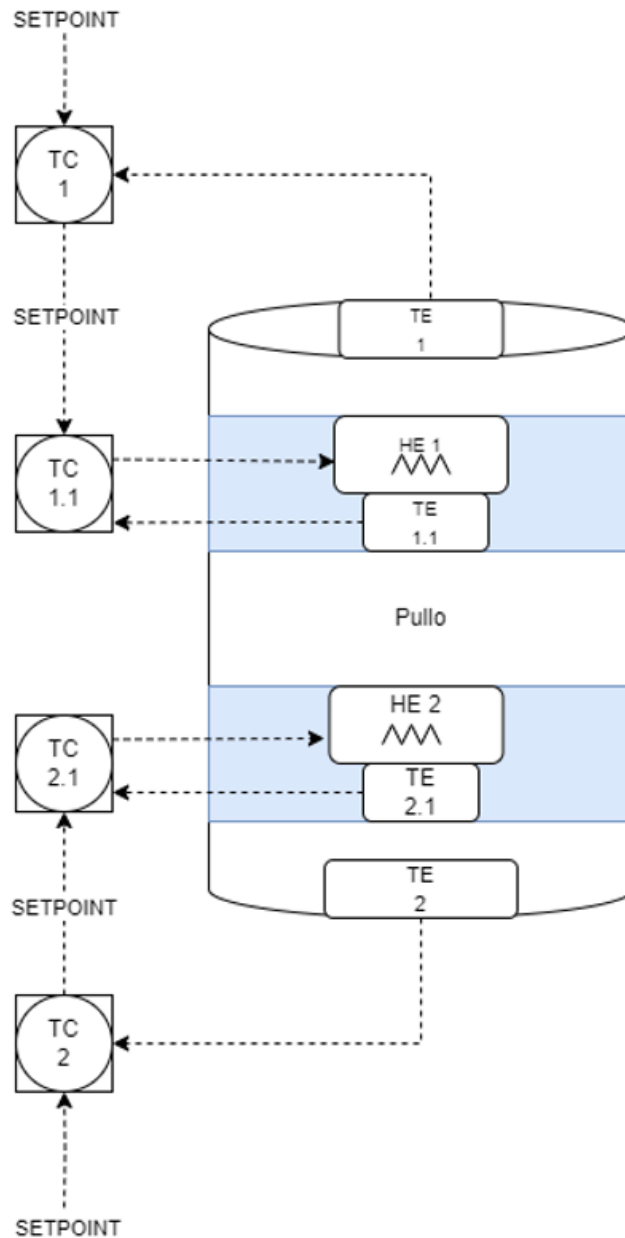 SETPOINT
TC
1
TE
1
SETPOINT
TC
1.1
HE 1
TE
1.1
Pullo
HE 2
TC
2.1
TE
2.1
TE
2
SETPOINT
TC
2
SETPOINT